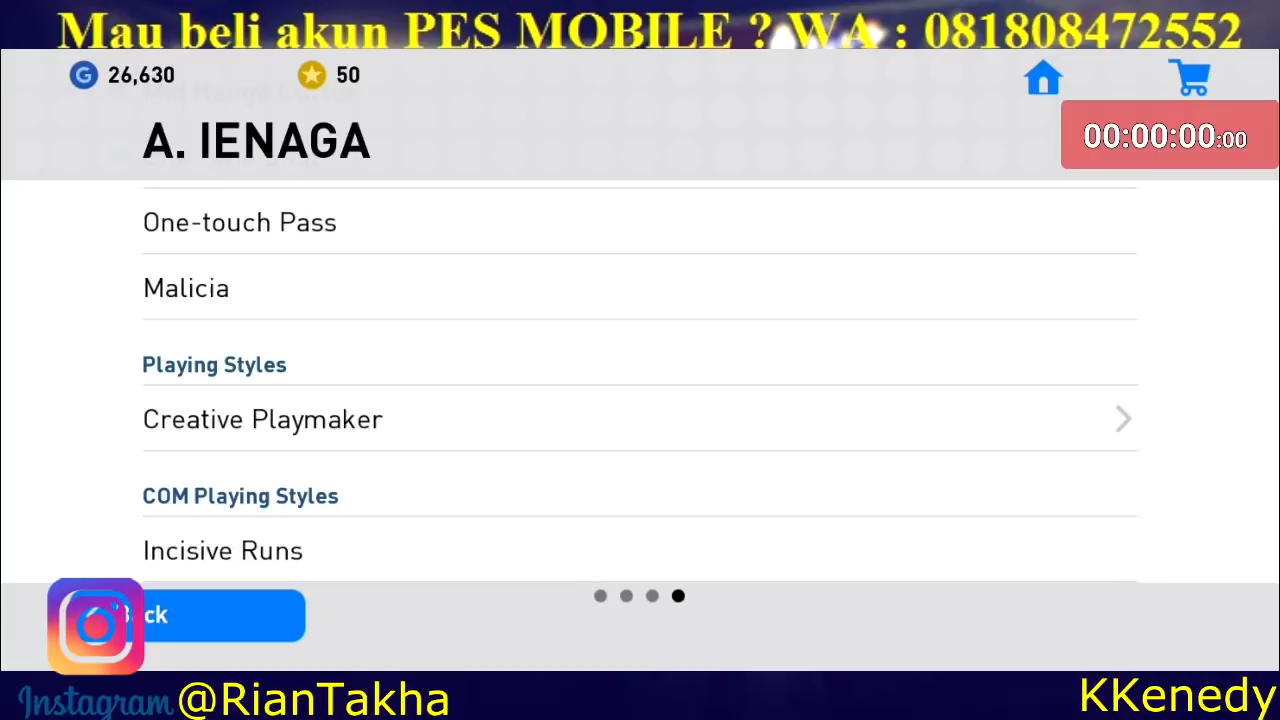 Mau beli akun PES MOBILE ? WA : 081808472552
26,630
50
A. IENAGA
00:00:00:00
One-touch Pass
Malicia
Playing Styles
Creative Playmaker
COM Playing Styles
Incisive Runs
Back
Instagram @RianTakha
KKenedy